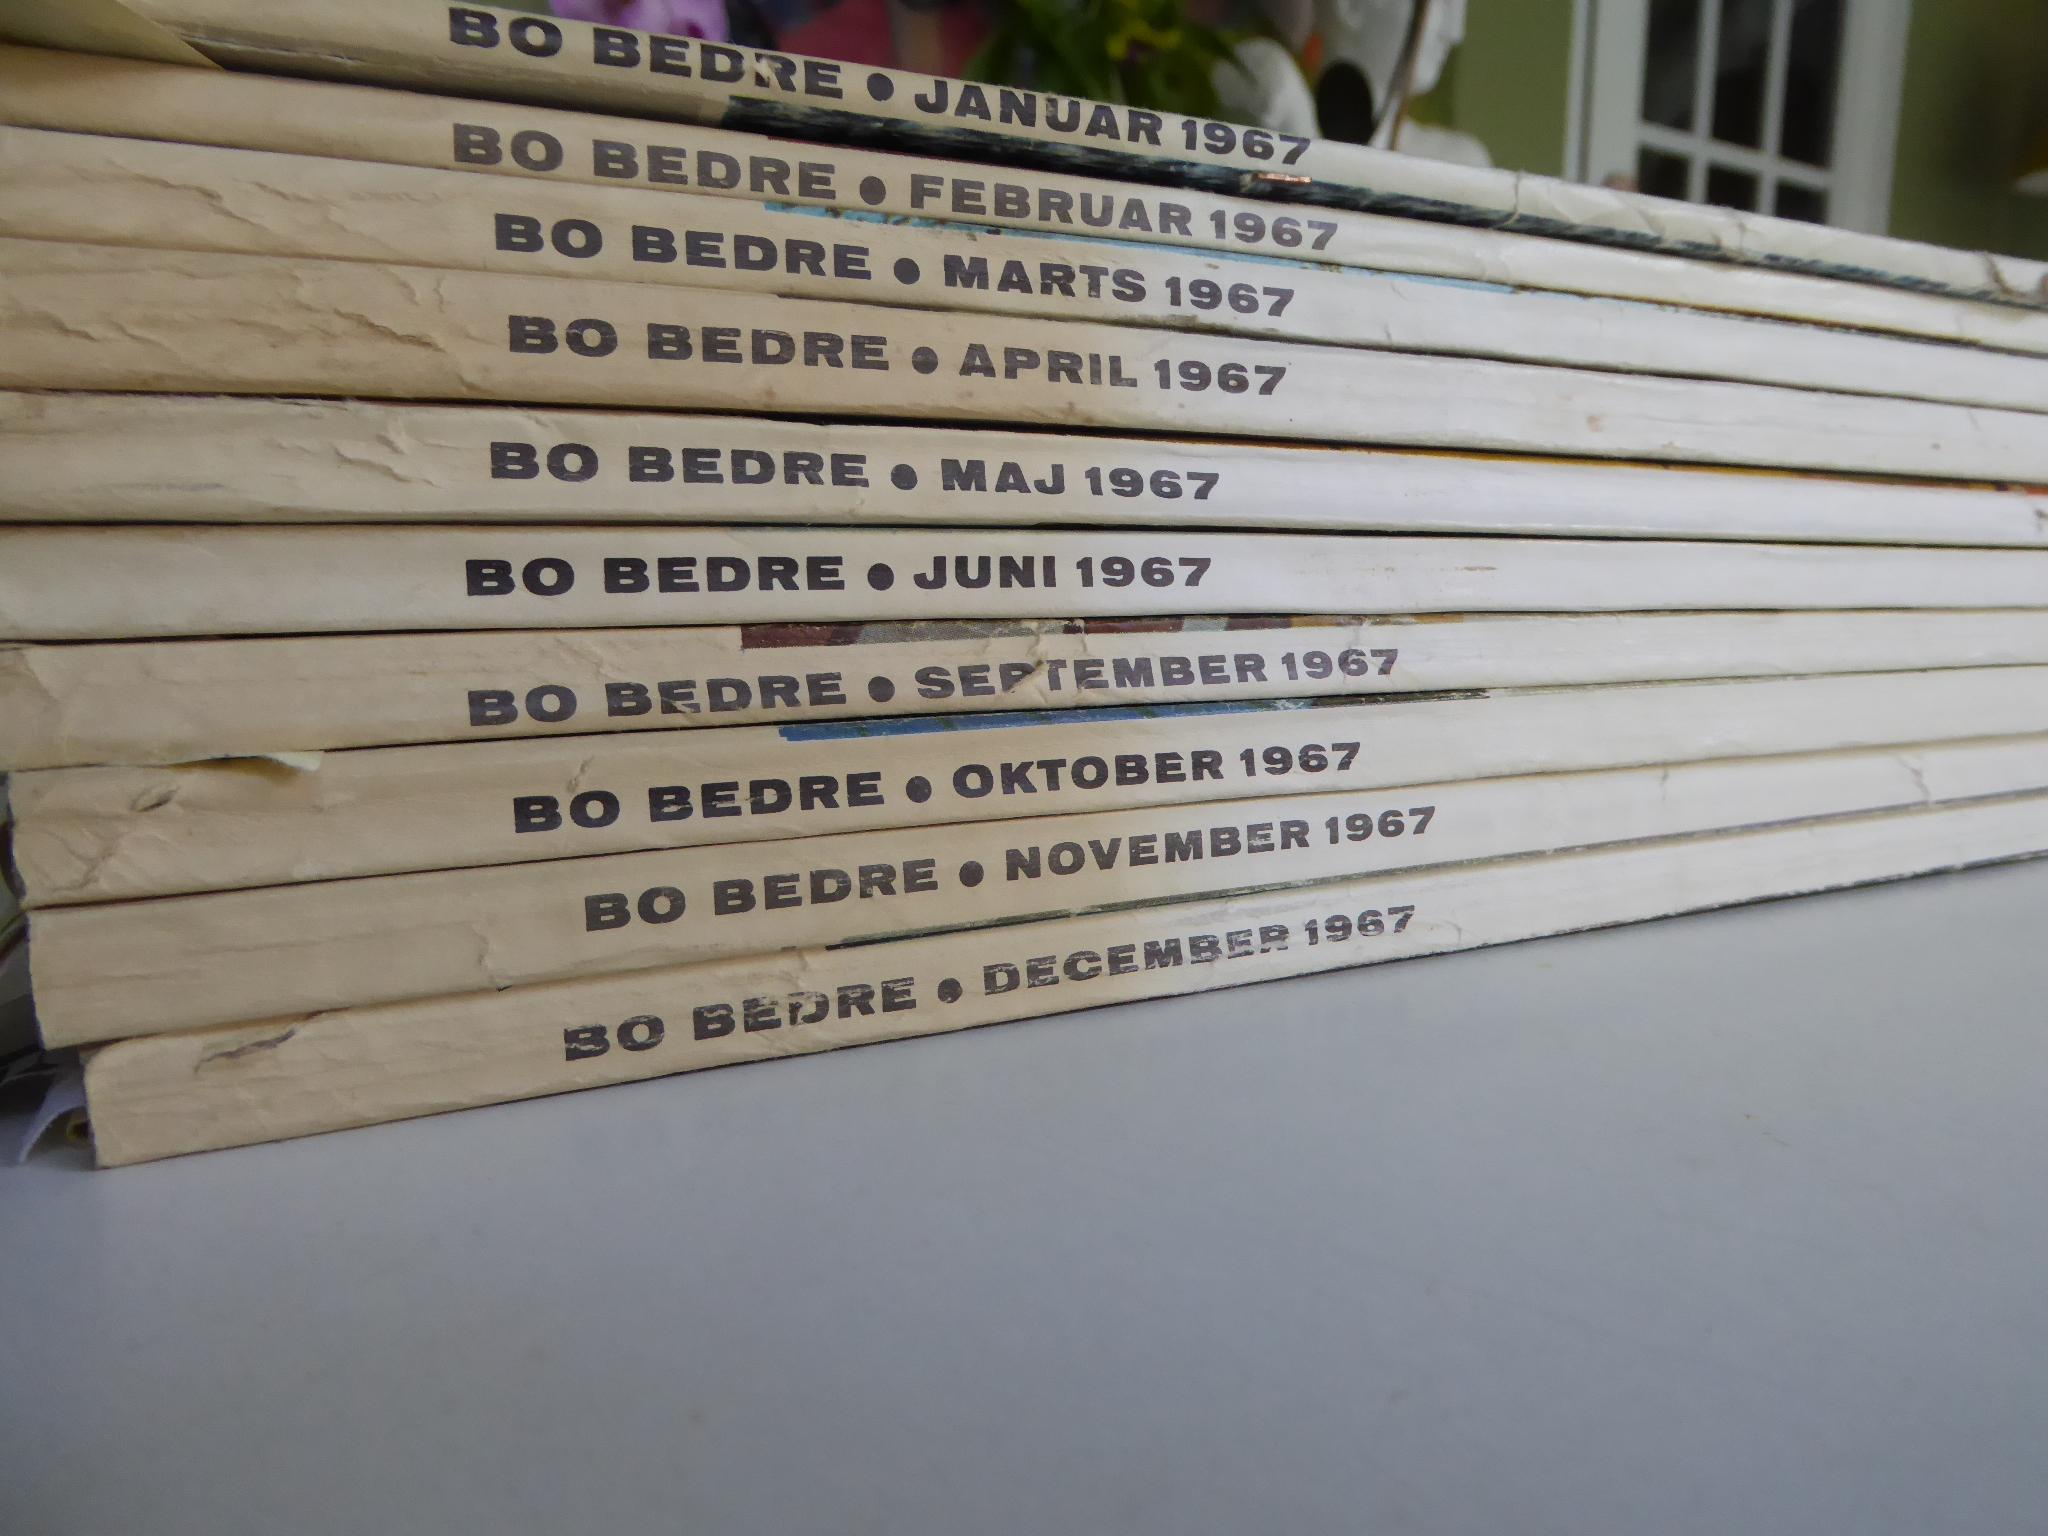 BO BEDRE • JANUAR 1967
BO BEDRE • FEBRUAR 1967
BO BEDRE • MARTS 1967
BO BEDRE • APRIL 1967
BO BEDRE • MAJ 1967
BO BEDRE • JUNI 1967
BO BEDRE • SEPTEMBER 1967
BO BEDRE • OKTOBER 1967
BO BEDRE • NOVEMBER 1967
BO BEDRE • DECEMBER 1967